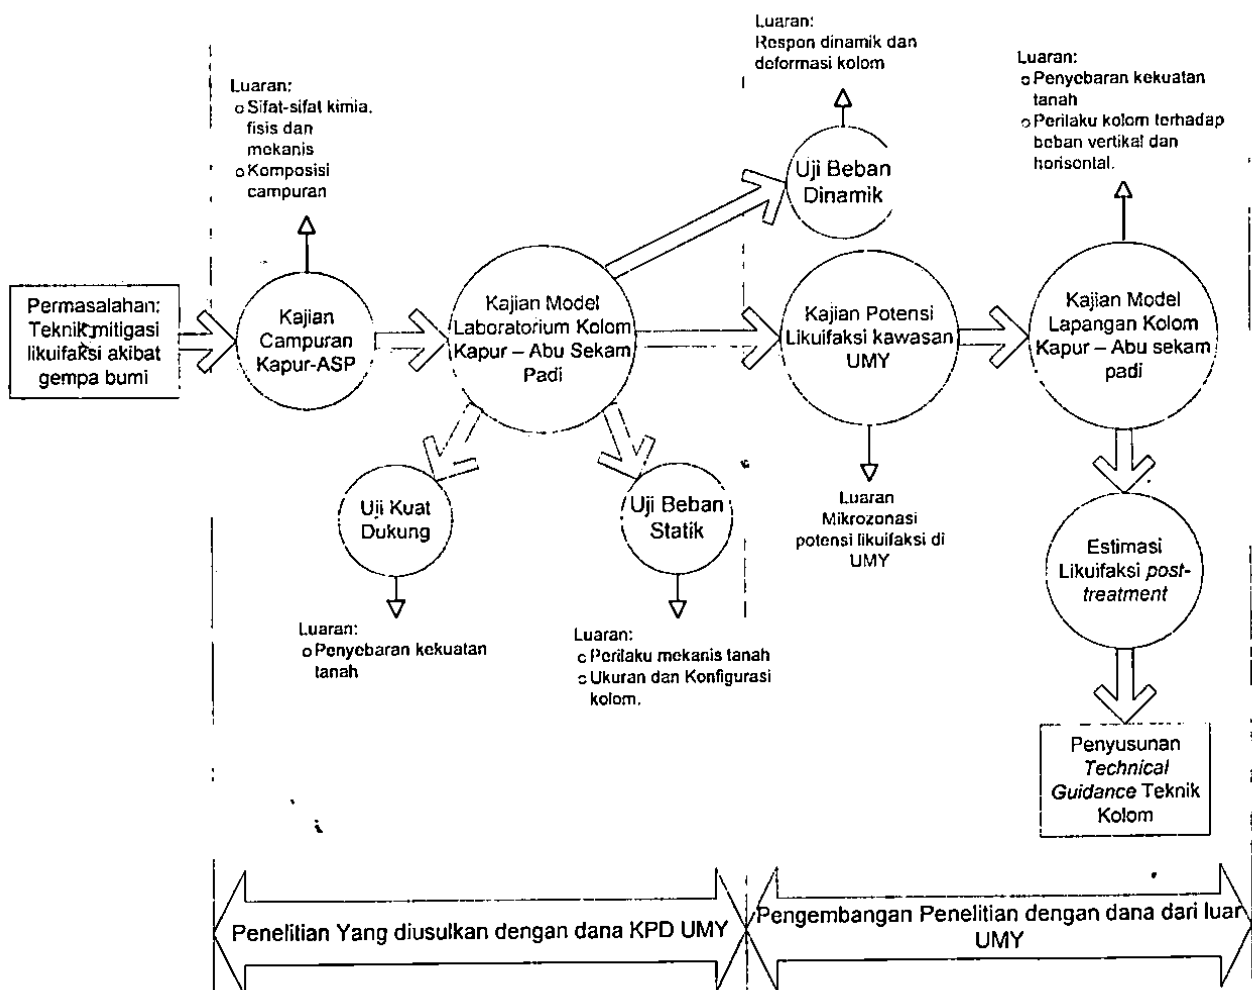 Luaran:
Respon dinamik dan
deformasi kolom
Luaran:
Penyebaran kekuatan
tanah
Perilaku kolom terhadap
beban vertikal dan
horisontal.
Luaran:
Sifat-sifat kimia,
fisis dan
mekanis
Komposisi
campuran
Uji Beban
Dinamik
Permasalahan:
Teknik mitigasi
likuifaksi akibat
gempa bumi
Kajian
Campuran
Kapur-ASP
Kajian Model
Laboratorium Kolom
Kapur – Abu Sekam
Padi
Kajian Potensi
Likuifaksi kawasan
UMY
Kajian Model
Lapangan Kolom
Kapur – Abu sekam
padi
Uji Kuat
Dukung
Uji Beban
Statik
Luaran
Mikrozonasi
potensi likuifaksi di
UMY
Estimasi
Likuifaksi post-
treatment
Luaran:
Penyebaran kekuatan
tanah
Luaran:
Perilaku mekanis tanah
Ukuran dan Konfigurasi
kolom.
Penyusunan
Technical
Guidance Teknik
Kolom
Penelitian Yang diusulkan dengan dana KPD UMY
Pengembangan Penelitian dengan dana dari luar
UMY